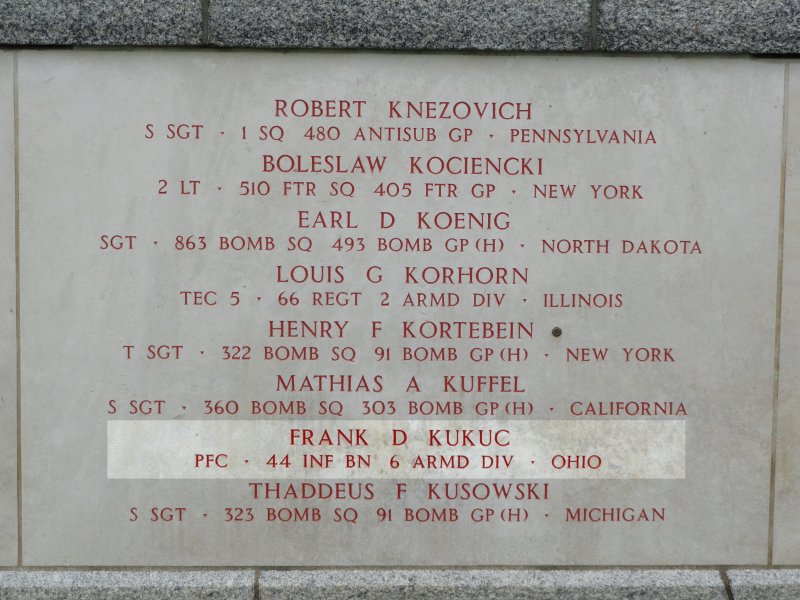 ROBERT KNEZOVICH
S SGT · 1 SQ 480 ANTISUB GP · PENNSYLVANIA
BOLESLAW KOCIENCKI
2 LT · 510 FTR SQ 405 FTR GP · NEW YORK
EARL D KOENIG
SGT · 863 BOMB SQ 493 BOMB GP (H) · NORTH DAKOTA
LOUIS G KORHORN
TEC 5 · 66 REGT 2 ARMD DIV · ILLINOIS
HENRY F KORTEBEIN
T SGT · 322 BOMB SQ 91 BOMB GP (H) · NEW YORK
MATHIAS A KUFFEL
S SGT · 360 BOMB SQ 303 BOMB GP (H) · CALIFORNIA
FRANK D KUKUC
PFC · 44 INF BN 6 ARMD DIV · OHIO
THADDEUS F KUSOWSKI
S SGT · 323 BOMB SQ 91 BOMB GP (H) · MICHIGAN